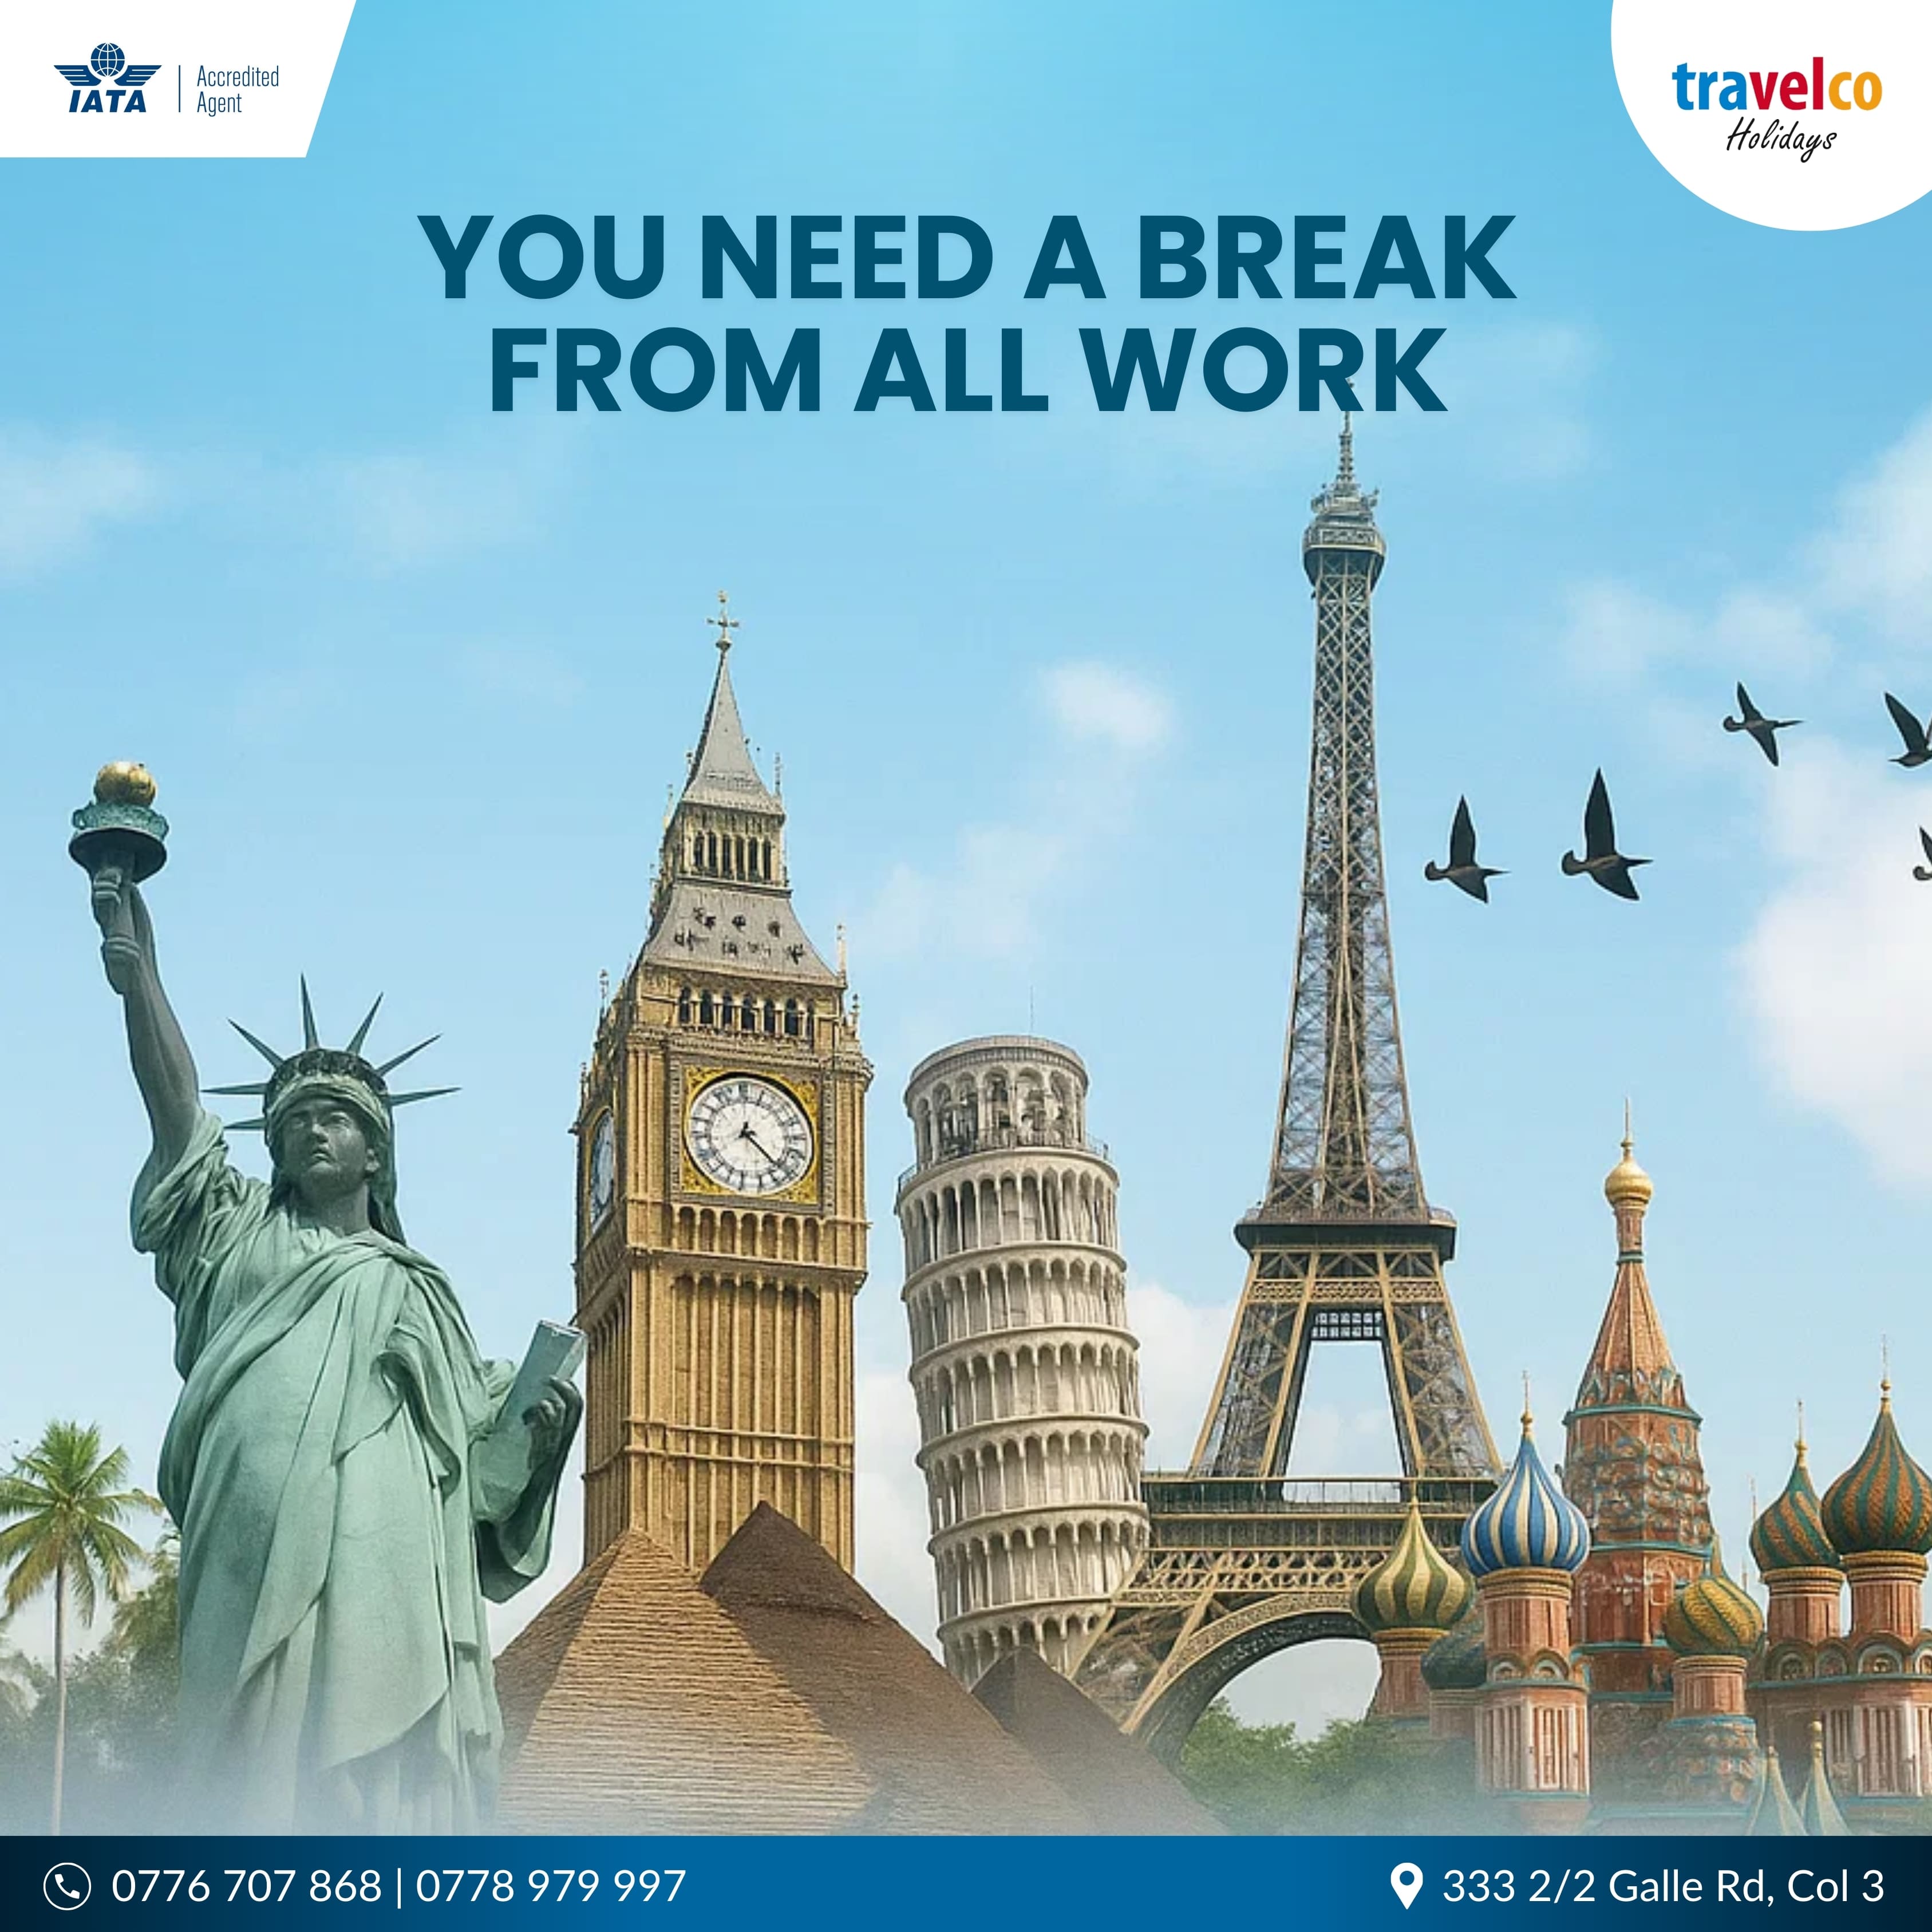 IATA
Accredited
Agent
travelco
Holidays
YOU NEED A BREAK
FROM ALL WORK
0776 707 868 | 0778 979 997
333 2/2 Galle Rd, Col 3